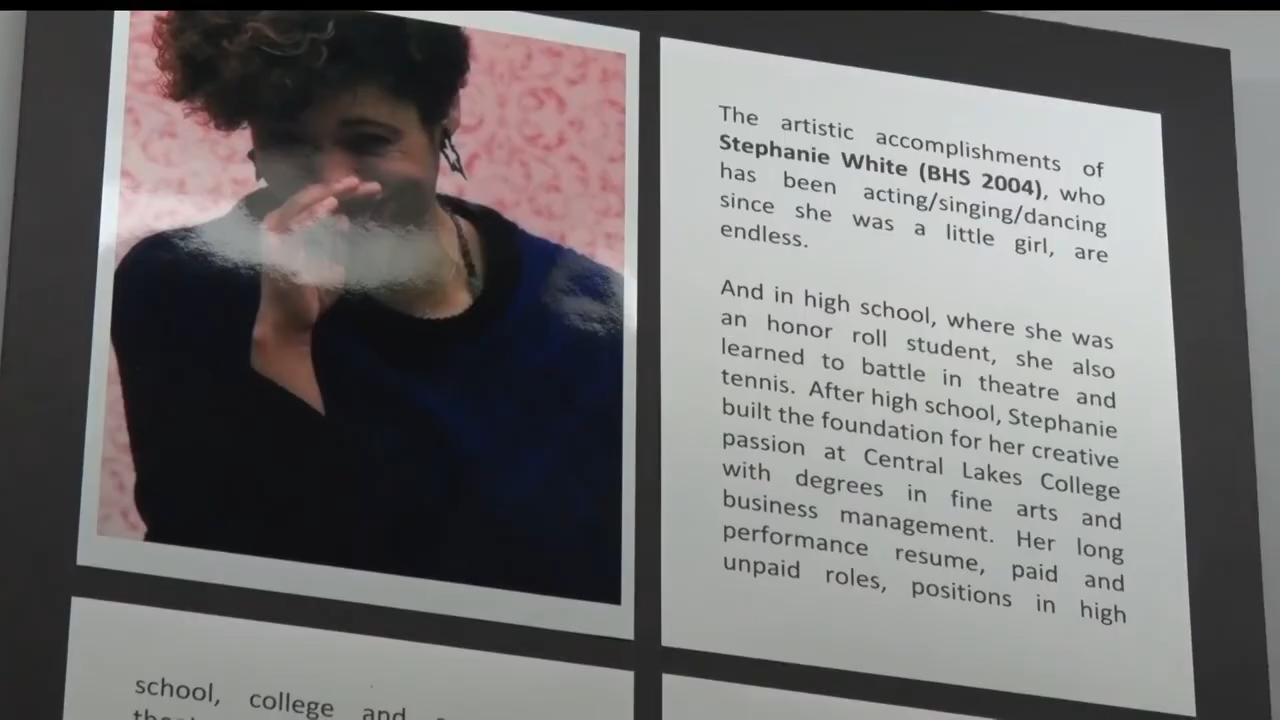 The artistic accomplishments of
Stephanie White (BHS 2004), who
has been acting/singing/dancing
since she was a little girl, are
endless.
And in high school, where she was
an honor roll student, she also
learned to battle in theatre and
tennis. After high school, Stephanie
built the foundation for her creative
passion at Central Lakes College
with degrees in fine arts and
business management. Her long
performance resume, paid and
unpaid roles, positions in high
school, college and